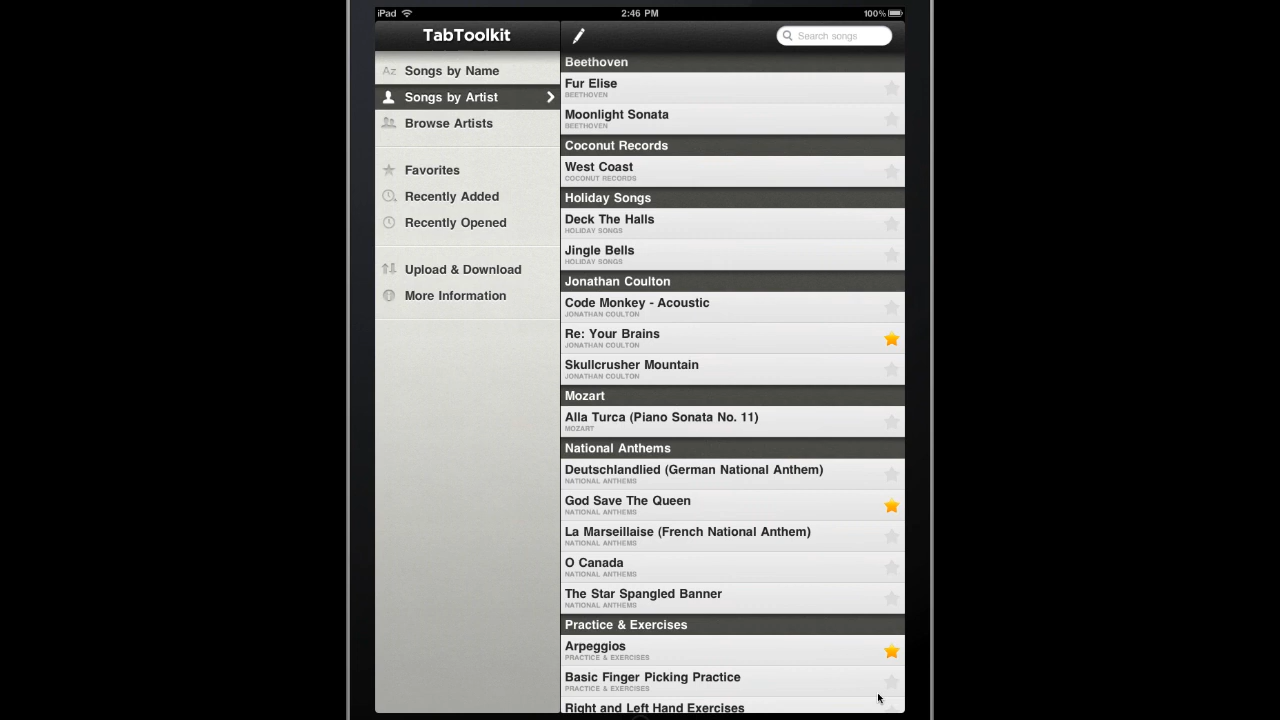 iPad
2:46 PM
100%
TabToolkit
Search songs
Az Songs by Name
Songs by Artist
Browse Artists
Favorites
Recently Added
Recently Opened
Upload & Download
More Information
Beethoven
Fur Elise
BEETHOVEN
Moonlight Sonata
BEETHOVEN
Coconut Records
West Coast
COCONUT RECORDS
Holiday Songs
Deck The Halls
HOLIDAY SONGS
Jingle Bells
HOLIDAY SONGS
Jonathan Coulton
Code Monkey - Acoustic
JONATHAN COULTON
Re: Your Brains
JONATHAN COULTON
Skullcrusher Mountain
JONATHAN COULTON
Mozart
Alla Turca (Piano Sonata No. 11)
MOZART
National Anthems
Deutschlandlied (German National Anthem)
NATIONAL ANTHEMS
God Save The Queen
NATIONAL ANTHEMS
La Marseillaise (French National Anthem)
NATIONAL ANTHEMS
O Canada
NATIONAL ANTHEMS
The Star Spangled Banner
NATIONAL ANTHEMS
Practice & Exercises
Arpeggios
PRACTICE & EXERCISES
Basic Finger Picking Practice
PRACTICE & EXERCISES
Right and Left Hand Exercises